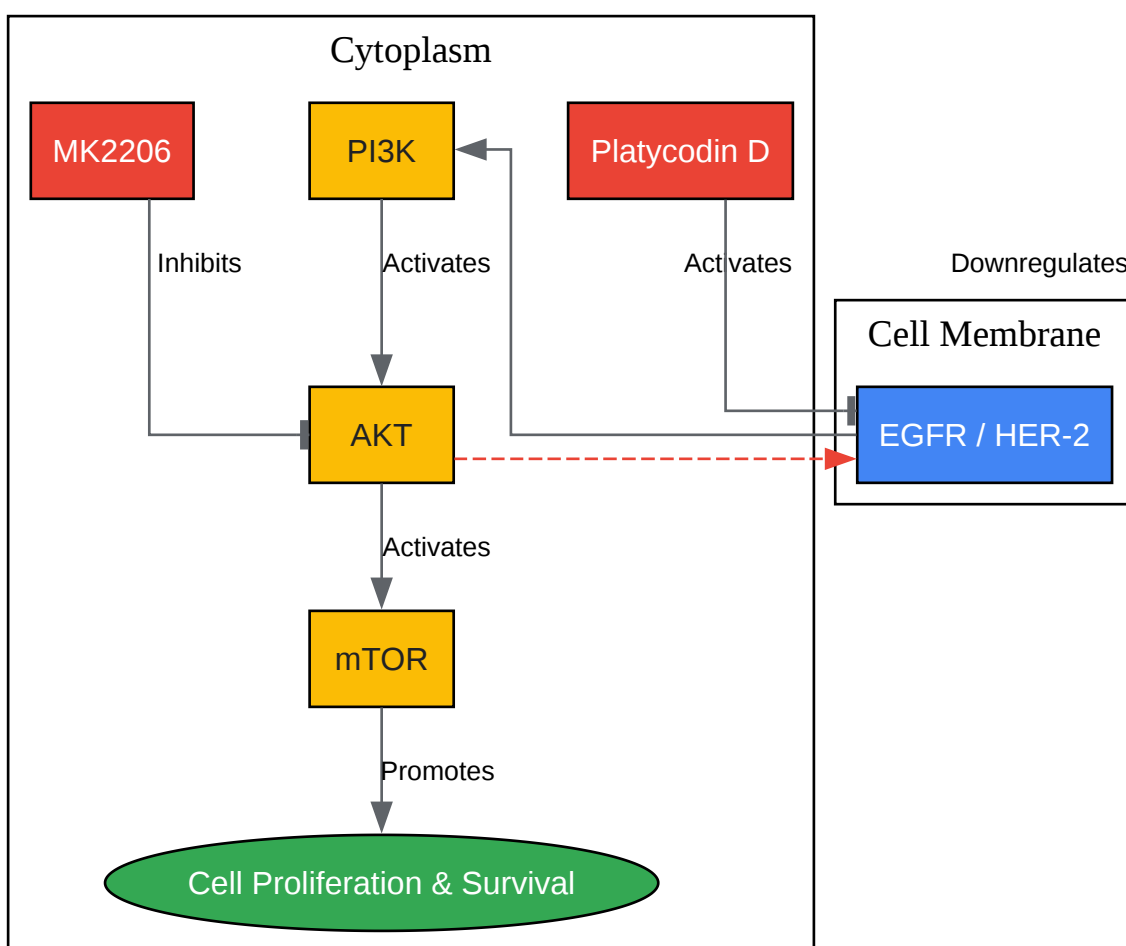 Cytoplasm
MK2206
PI3K
Platycodin D
Inhibits
Activates
Activates
Downregulates
Cell Membrane
AKT
EGFR / HER-2
Activates
mTOR
Promotes
Cell Proliferation & Survival